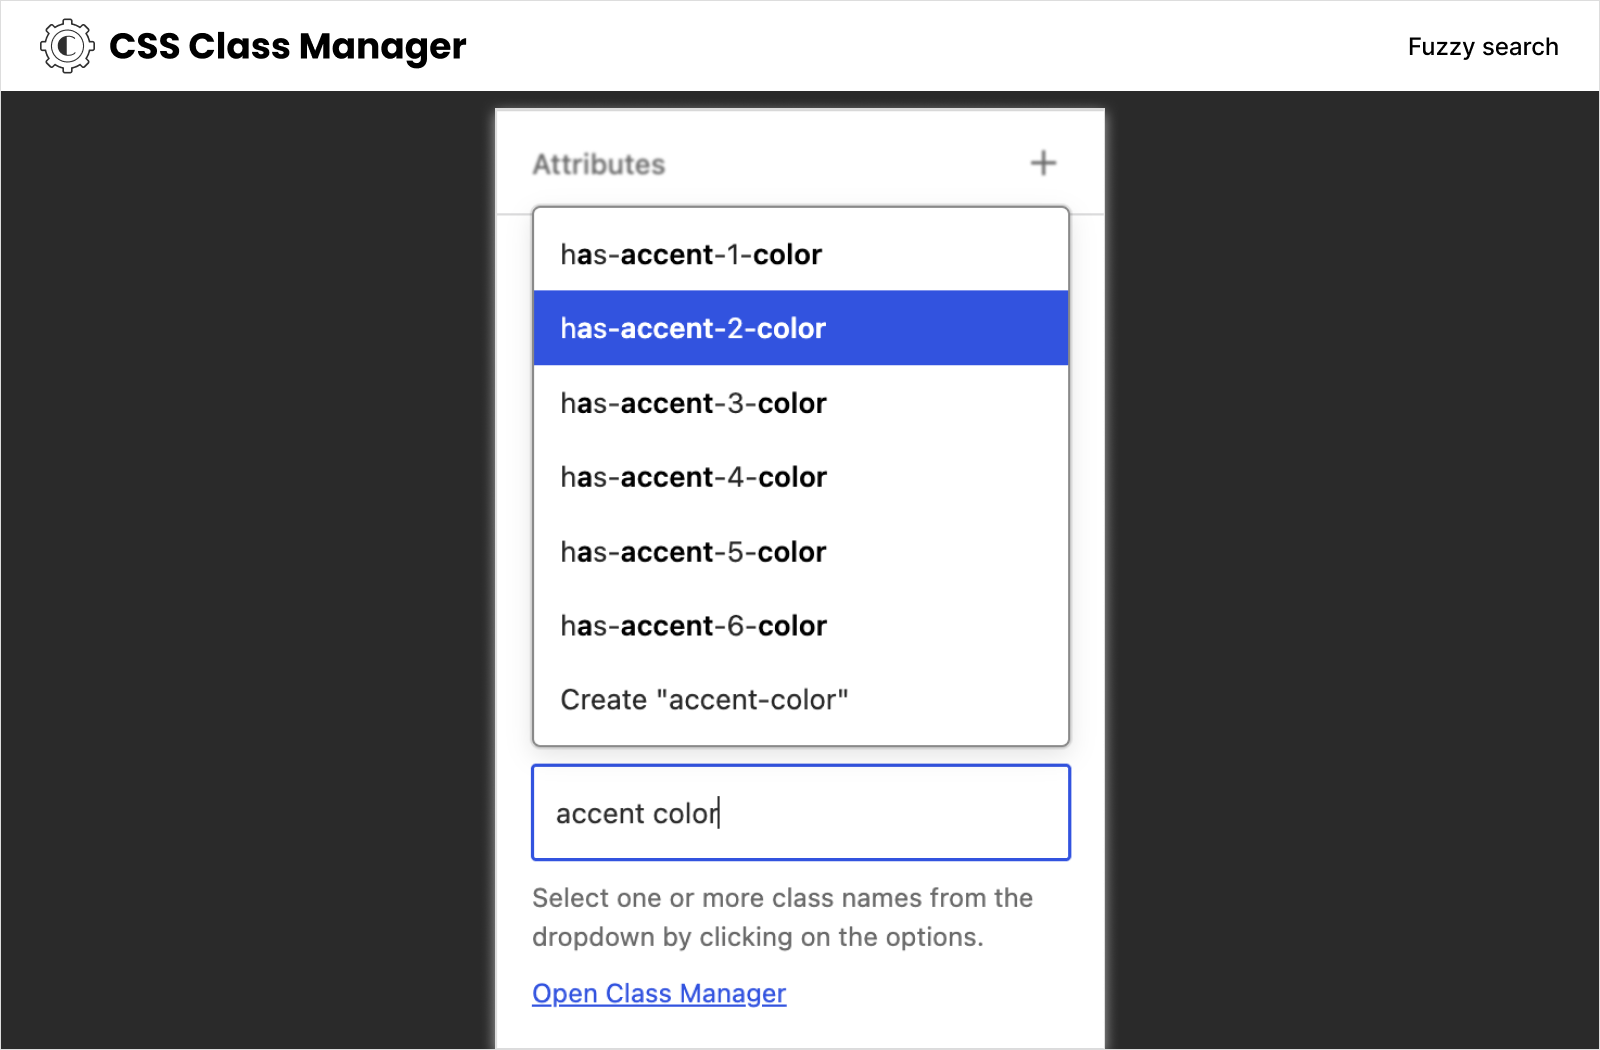 CSS Class Manager
Fuzzy search
Attributes
has-accent-1-color
has-accent-2-color
has-accent-3-color
has-accent-4-color
has-accent-5-color
has-accent-6-color
Create "accent-color"
accent color
Select one or more class names from the
dropdown by clicking on the options.
Open Class Manager